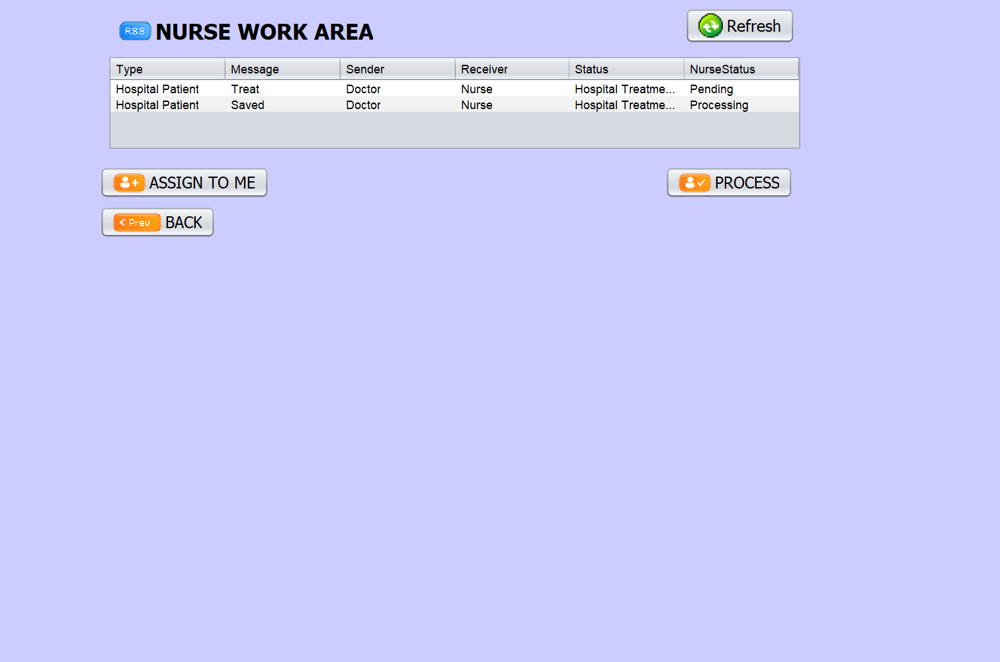 RSS NURSE WORK AREA
Refresh
Type Message Sender Receiver Status NurseStatus
Hospital Patient Treat Doctor Nurse Hospital Treatme... Pending
Hospital Patient Saved Doctor Nurse Hospital Treatme... Processing
ASSIGN TO ME
PROCESS
< Prev BACK